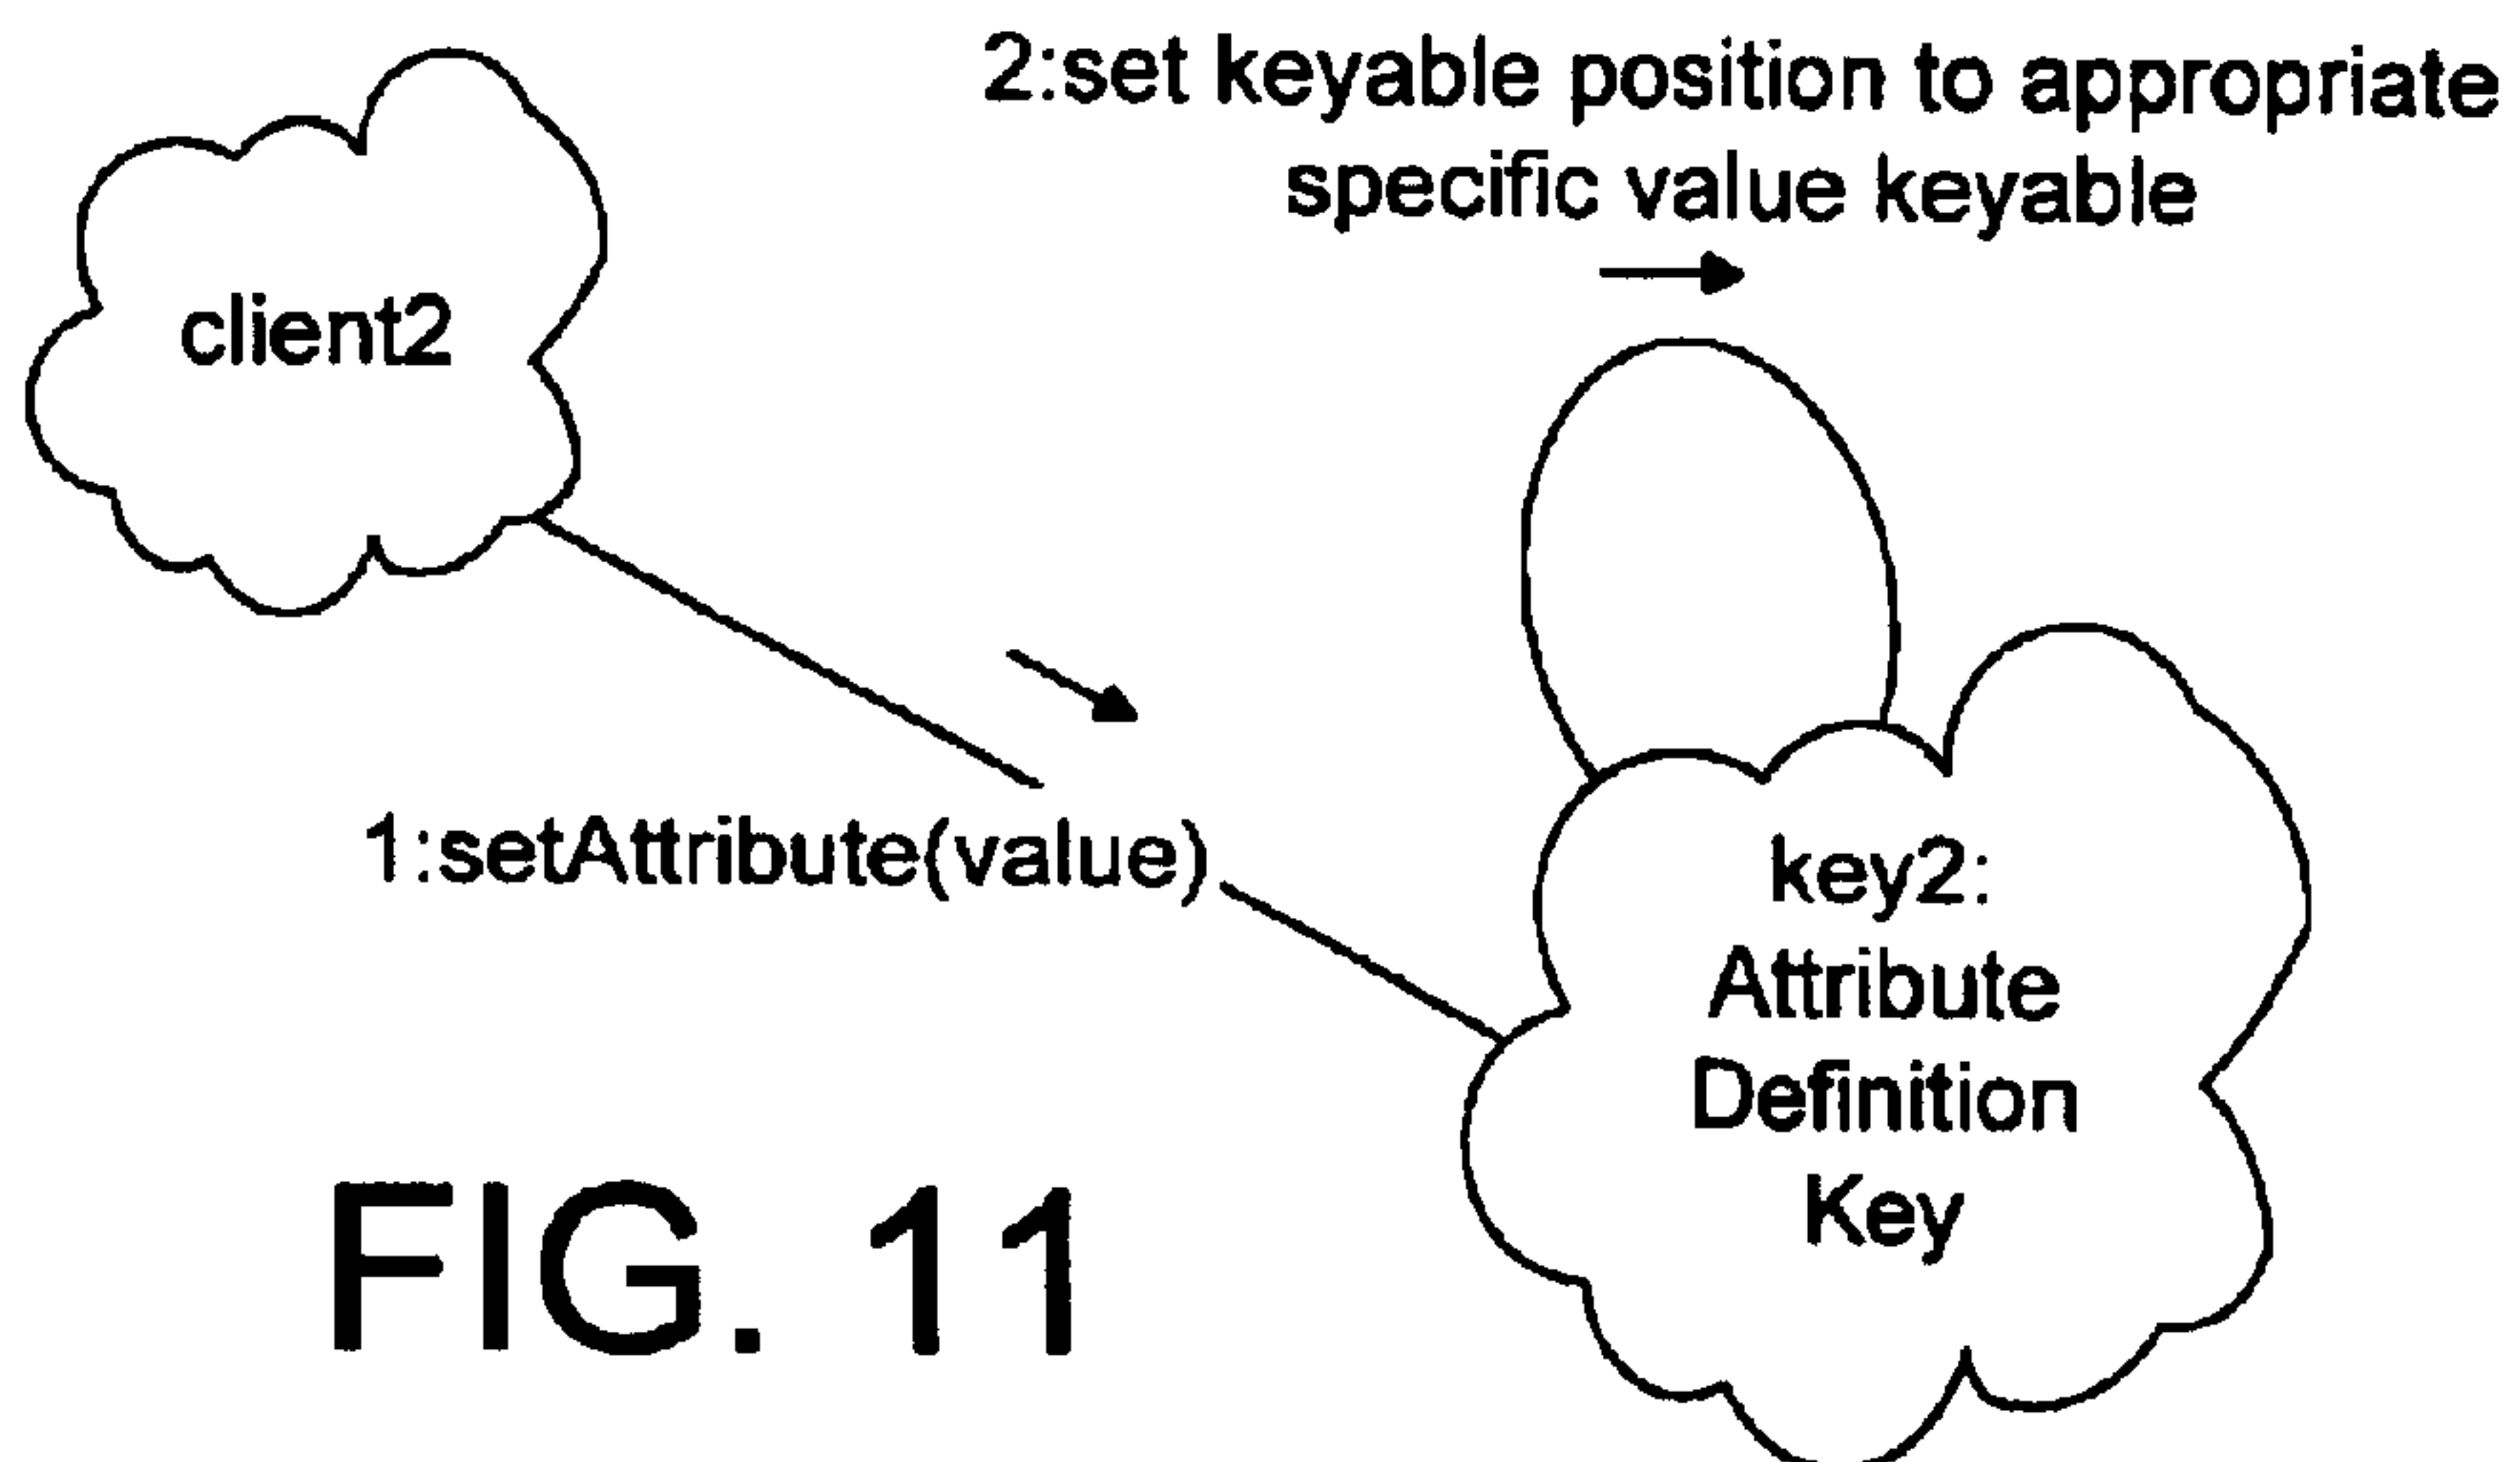 2:set keyable position to appropriate
specific value keyable
client2
1:setAttribute(value)
key2:
Attribute
Definition
Key
FIG. 11